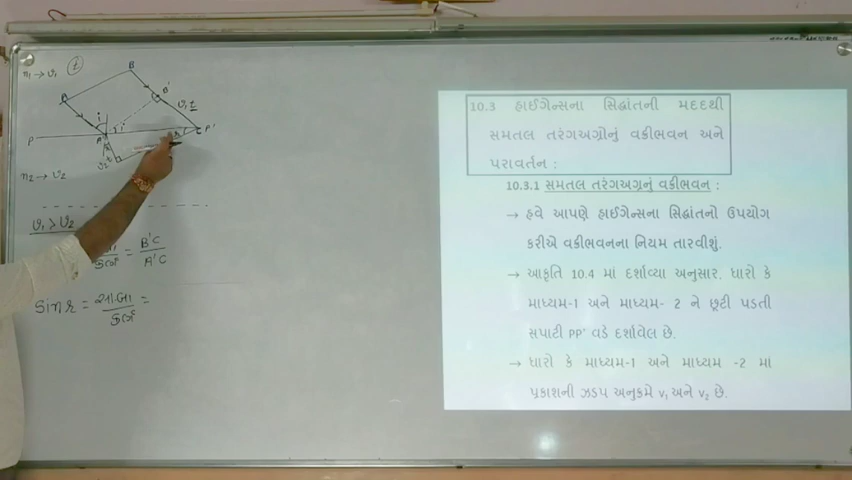 n₁ → v₁
t
B
A
B'
v₁t
i
i
P
A'
r
C
P'
v₂t
n₂ → v₂
v₁ > v₂
= B'C / A'C
Sin r = સા.બા / કર્ણ =
10.3 હાઈગેન્સના સિદ્ધાંતની મદદથી
સમતલ તરંગઅગ્રોનું વક્રીભવન અને
પરાવર્તન :
10.3.1 સમતલ તરંગઅગ્રનું વક્રીભવન :
→ હવે આપણે હાઈગેન્સના સિદ્ધાંતનો ઉપયોગ
કરીએ વક્રીભવનના નિયમ તારવીશું.
→ આકૃતિ 10.4 માં દર્શાવ્યા અનુસાર, ધારો કે
માધ્યમ-1 અને માધ્યમ- 2 ને છૂટી પડતી
સપાટી PP' વડે દર્શાવેલ છે.
→ ધારો કે માધ્યમ-1 અને માધ્યમ -2 માં
પ્રકાશની ઝડપ અનુક્રમે v₁ અને v₂ છે.